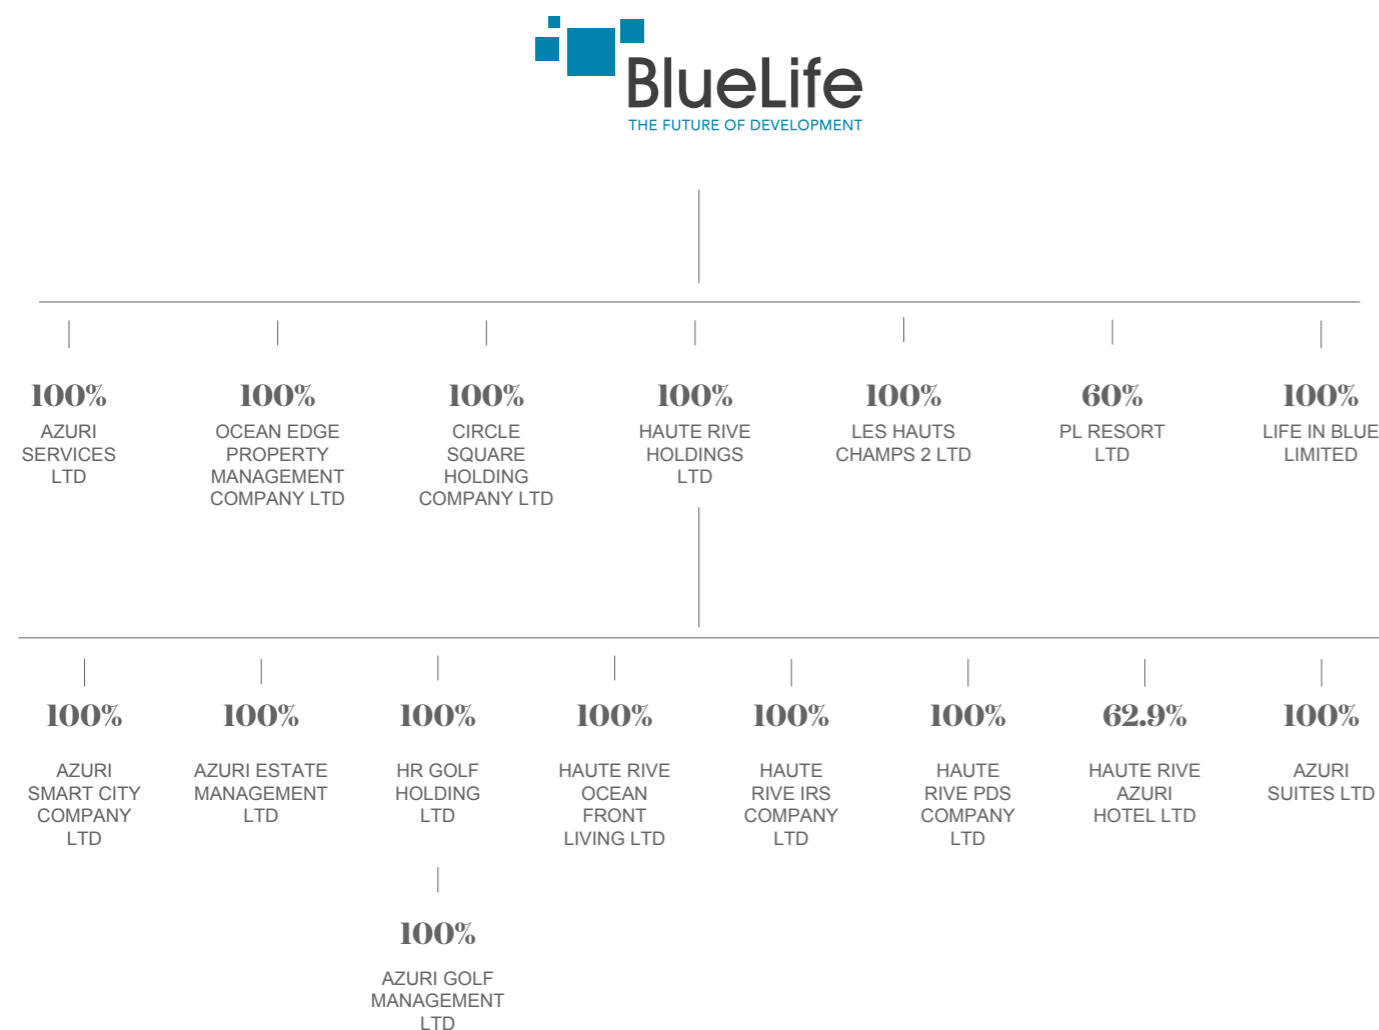 BlueLife
THE FUTURE OF DEVELOPMENT
100%
AZURI
SERVICES
LTD
100%
OCEAN EDGE
PROPERTY
MANAGEMENT
COMPANY LTD
100%
CIRCLE
SQUARE
HOLDING
COMPANY LTD
100%
HAUTE RIVE
HOLDINGS
LTD
100%
LES HAUTS
CHAMPS 2 LTD
60%
PL RESORT
LTD
100%
LIFE IN BLUE
LIMITED
100%
AZURI
SMART CITY
COMPANY
LTD
100%
AZURI ESTATE
MANAGEMENT
LTD
100%
HR GOLF
HOLDING
LTD
100%
HAUTE RIVE
OCEAN
FRONT
LIVING LTD
100%
HAUTE
RIVE IRS
COMPANY
LTD
100%
HAUTE
RIVE PDS
COMPANY
LTD
62.9%
HAUTE RIVE
AZURI
HOTEL LTD
100%
AZURI
SUITES LTD
100%
AZURI GOLF
MANAGEMENT
LTD